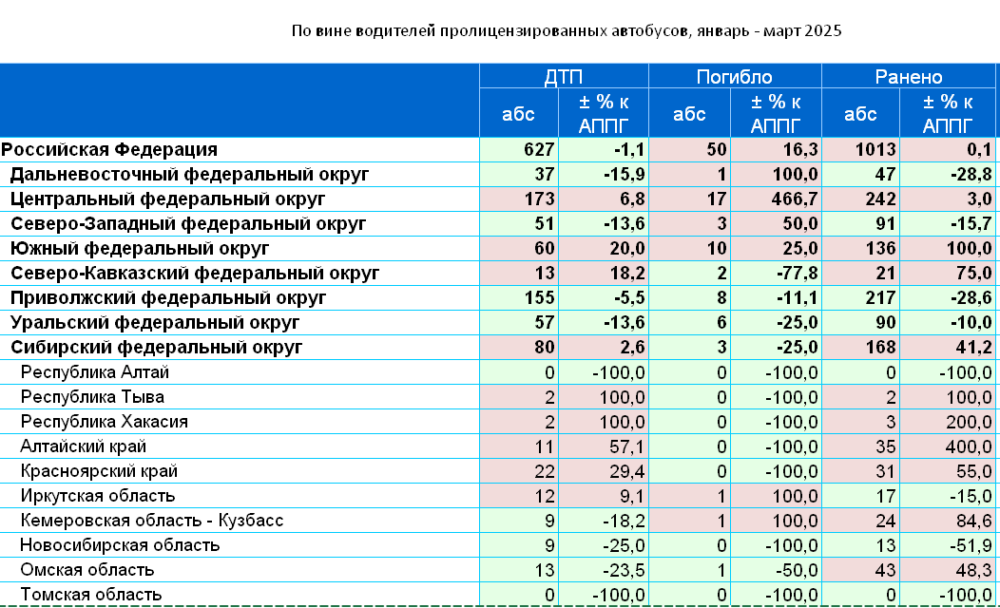 По вине водителей пролицензированных автобусов, январь - март 2025
ДТП Погибло Ранено
абс ± % к АППГ абс ± % к АППГ абс ± % к АППГ
Российская Федерация 627 -1,1 50 16,3 1013 0,1
Дальневосточный федеральный округ 37 -15,9 1 100,0 47 -28,8
Центральный федеральный округ 173 6,8 17 466,7 242 3,0
Северо-Западный федеральный округ 51 -13,6 3 50,0 91 -15,7
Южный федеральный округ 60 20,0 10 25,0 136 100,0
Северо-Кавказский федеральный округ 13 18,2 2 -77,8 21 75,0
Приволжский федеральный округ 155 -5,5 8 -11,1 217 -28,6
Уральский федеральный округ 57 -13,6 6 -25,0 90 -10,0
Сибирский федеральный округ 80 2,6 3 -25,0 168 41,2
Республика Алтай 0 -100,0 0 -100,0 0 -100,0
Республика Тыва 2 100,0 0 -100,0 2 100,0
Республика Хакасия 2 100,0 0 -100,0 3 200,0
Алтайский край 11 57,1 0 -100,0 35 400,0
Красноярский край 22 29,4 0 -100,0 31 55,0
Иркутская область 12 9,1 1 100,0 17 -15,0
Кемеровская область - Кузбасс 9 -18,2 1 100,0 24 84,6
Новосибирская область 9 -25,0 0 -100,0 13 -51,9
Омская область 13 -23,5 1 -50,0 43 48,3
Томская область 0 -100,0 0 -100,0 0 -100,0